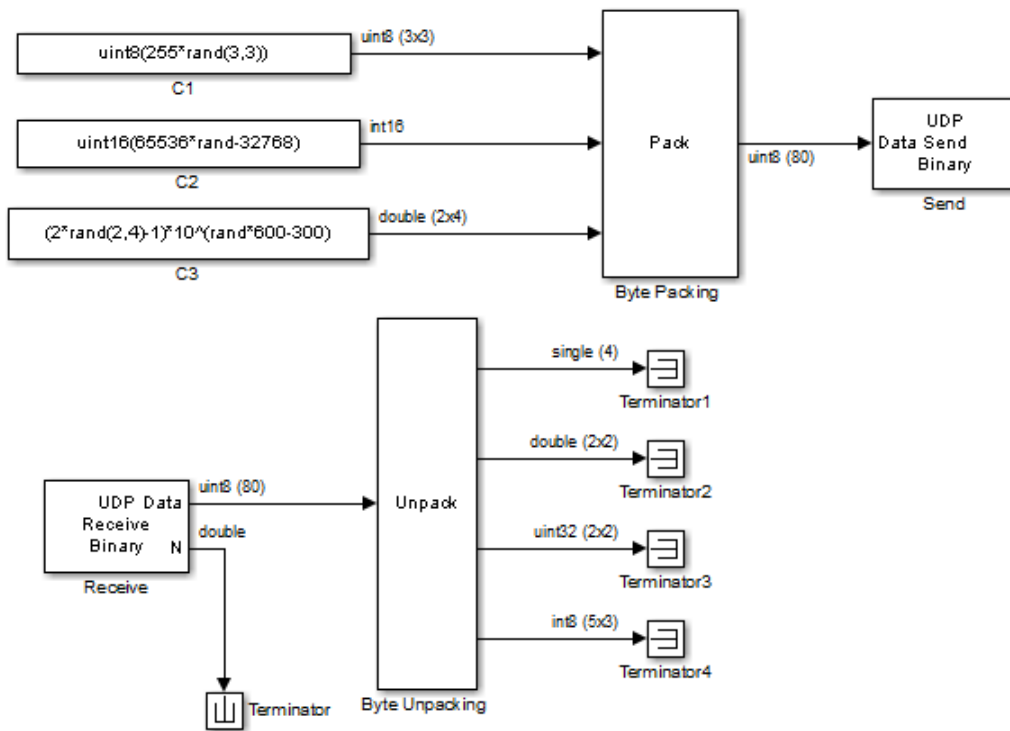 uint8(255*rand(3,3))
C1
uint8 (3x3)
uint16(65536*rand-32768)
C2
int16
(2*rand(2,4)-1)*10^(rand*600-300)
C3
double (2x4)
Pack
Byte Packing
uint8 (80)
UDP
Data Send
Binary
Send
UDP Data
Receive
Binary
N
Receive
uint8 (80)
double
Terminator
Unpack
Byte Unpacking
single (4)
Terminator1
double (2x2)
Terminator2
uint32 (2x2)
Terminator3
int8 (5x3)
Terminator4